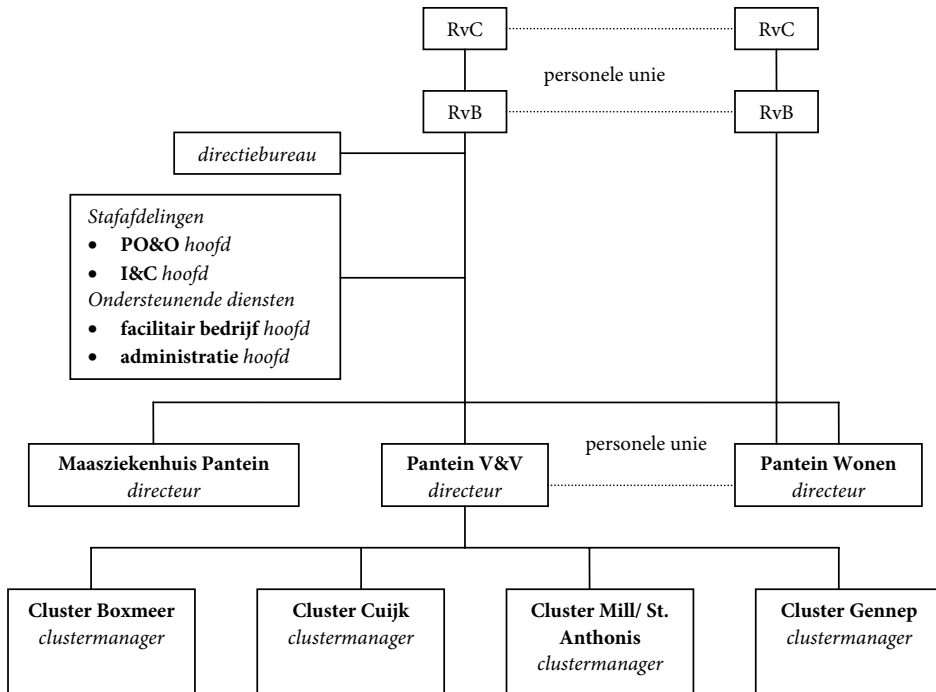 RvC
RvC
personele unie
RvB
RvB
directiebureau
Stafafdelingen
• PO&O hoofd
• I&C hoofd
Ondersteunende diensten
• facilitair bedrijf hoofd
• administratie hoofd
Maasziekenhuis Pantein
directeur
Pantein V&V
directeur
personele unie
Pantein Wonen
directeur
Cluster Boxmeer
clustermanager
Cluster Cuijk
clustermanager
Cluster Mill/ St.
Anthonis
clustermanager
Cluster Gennep
clustermanager